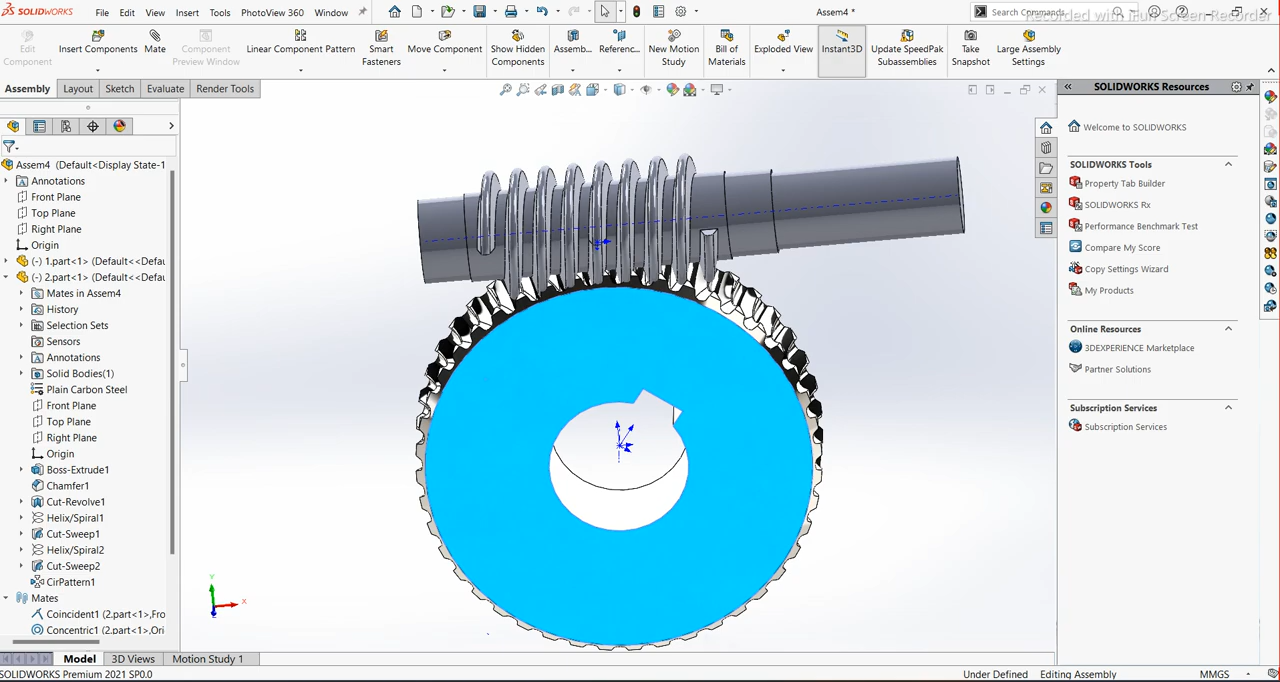 SOLIDWORKS File Edit View Insert Tools PhotoView 360 Window Assem4 * Search Commands
Recorded with iFun Screen Recorder
Edit Component
Insert Components
Mate
Component Preview Window
Linear Component Pattern
Smart Fasteners
Move Component
Show Hidden Components
Assemb...
Referenc...
New Motion Study
Bill of Materials
Exploded View
Instant3D
Update SpeedPak Subassemblies
Take Snapshot
Large Assembly Settings
Assembly Layout Sketch Evaluate Render Tools
Assem4 (Default<Display State-1
Annotations
Front Plane
Top Plane
Right Plane
Origin
(-) 1.part<1> (Default<<Defau
(-) 2.part<1> (Default<<Defau
Mates in Assem4
History
Selection Sets
Sensors
Annotations
Solid Bodies(1)
Plain Carbon Steel
Front Plane
Top Plane
Right Plane
Origin
Boss-Extrude1
Chamfer1
Cut-Revolve1
Helix/Spiral1
Cut-Sweep1
Helix/Spiral2
Cut-Sweep2
CirPattern1
Mates
Coincident1 (2.part<1>,Fro
Concentric1 (2.part<1>,Ori
Y
X
SOLIDWORKS Resources
Welcome to SOLIDWORKS
SOLIDWORKS Tools
Property Tab Builder
SOLIDWORKS Rx
Performance Benchmark Test
Compare My Score
Copy Settings Wizard
My Products
Online Resources
3DEXPERIENCE Marketplace
Partner Solutions
Subscription Services
Subscription Services
Model 3D Views Motion Study 1
SOLIDWORKS Premium 2021 SP0.0 Under Defined Editing Assembly MMGS